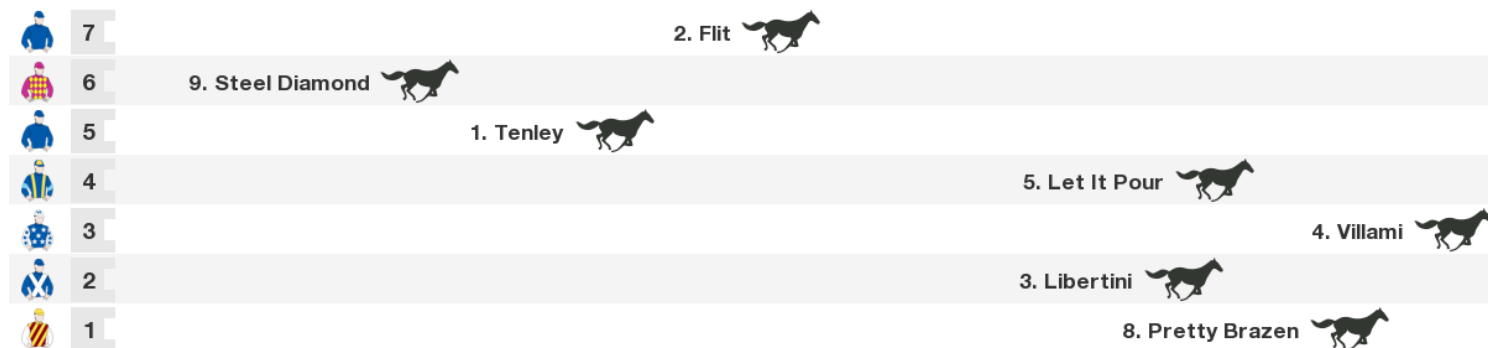 7 2. Flit
6 9. Steel Diamond
5 1. Tenley
4 5. Let It Pour
3 4. Villami
2 3. Libertini
1 8. Pretty Brazen